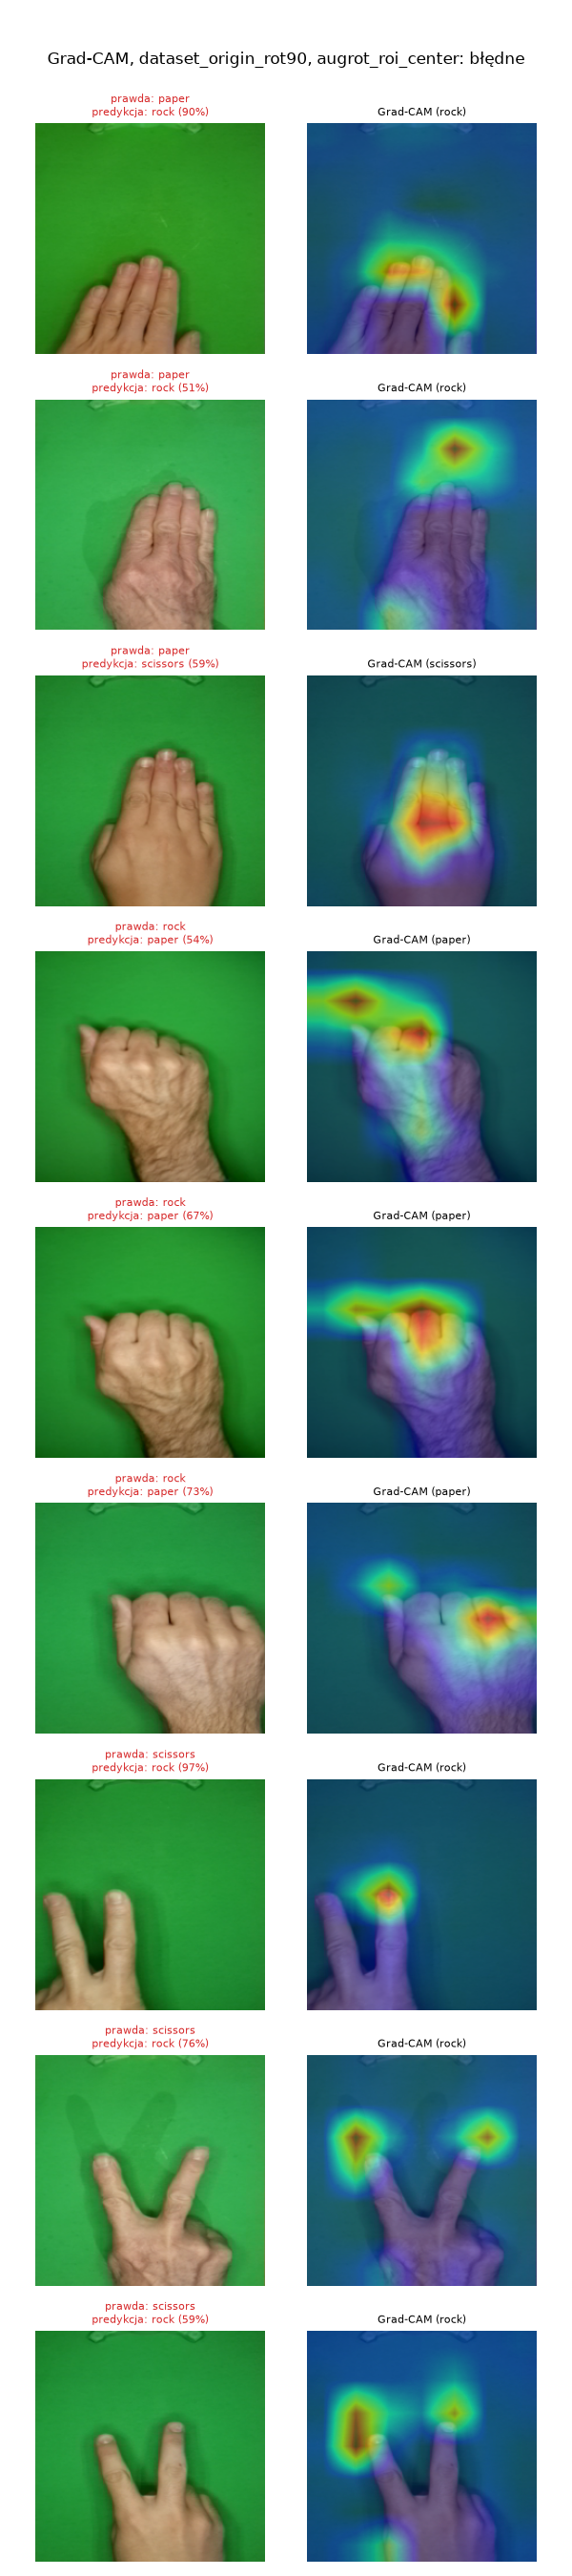 Grad-CAM, dataset_origin_rot90, augrot_roi_center: błędne
prawda: paper
predykcja: rock (90%)
Grad-CAM (rock)
prawda: paper
predykcja: rock (51%)
Grad-CAM (rock)
prawda: paper
predykcja: scissors (59%)
Grad-CAM (scissors)
prawda: rock
predykcja: paper (54%)
Grad-CAM (paper)
prawda: rock
predykcja: paper (67%)
Grad-CAM (paper)
prawda: rock
predykcja: paper (73%)
Grad-CAM (paper)
prawda: scissors
predykcja: rock (97%)
Grad-CAM (rock)
prawda: scissors
predykcja: rock (76%)
Grad-CAM (rock)
prawda: scissors
predykcja: rock (59%)
Grad-CAM (rock)